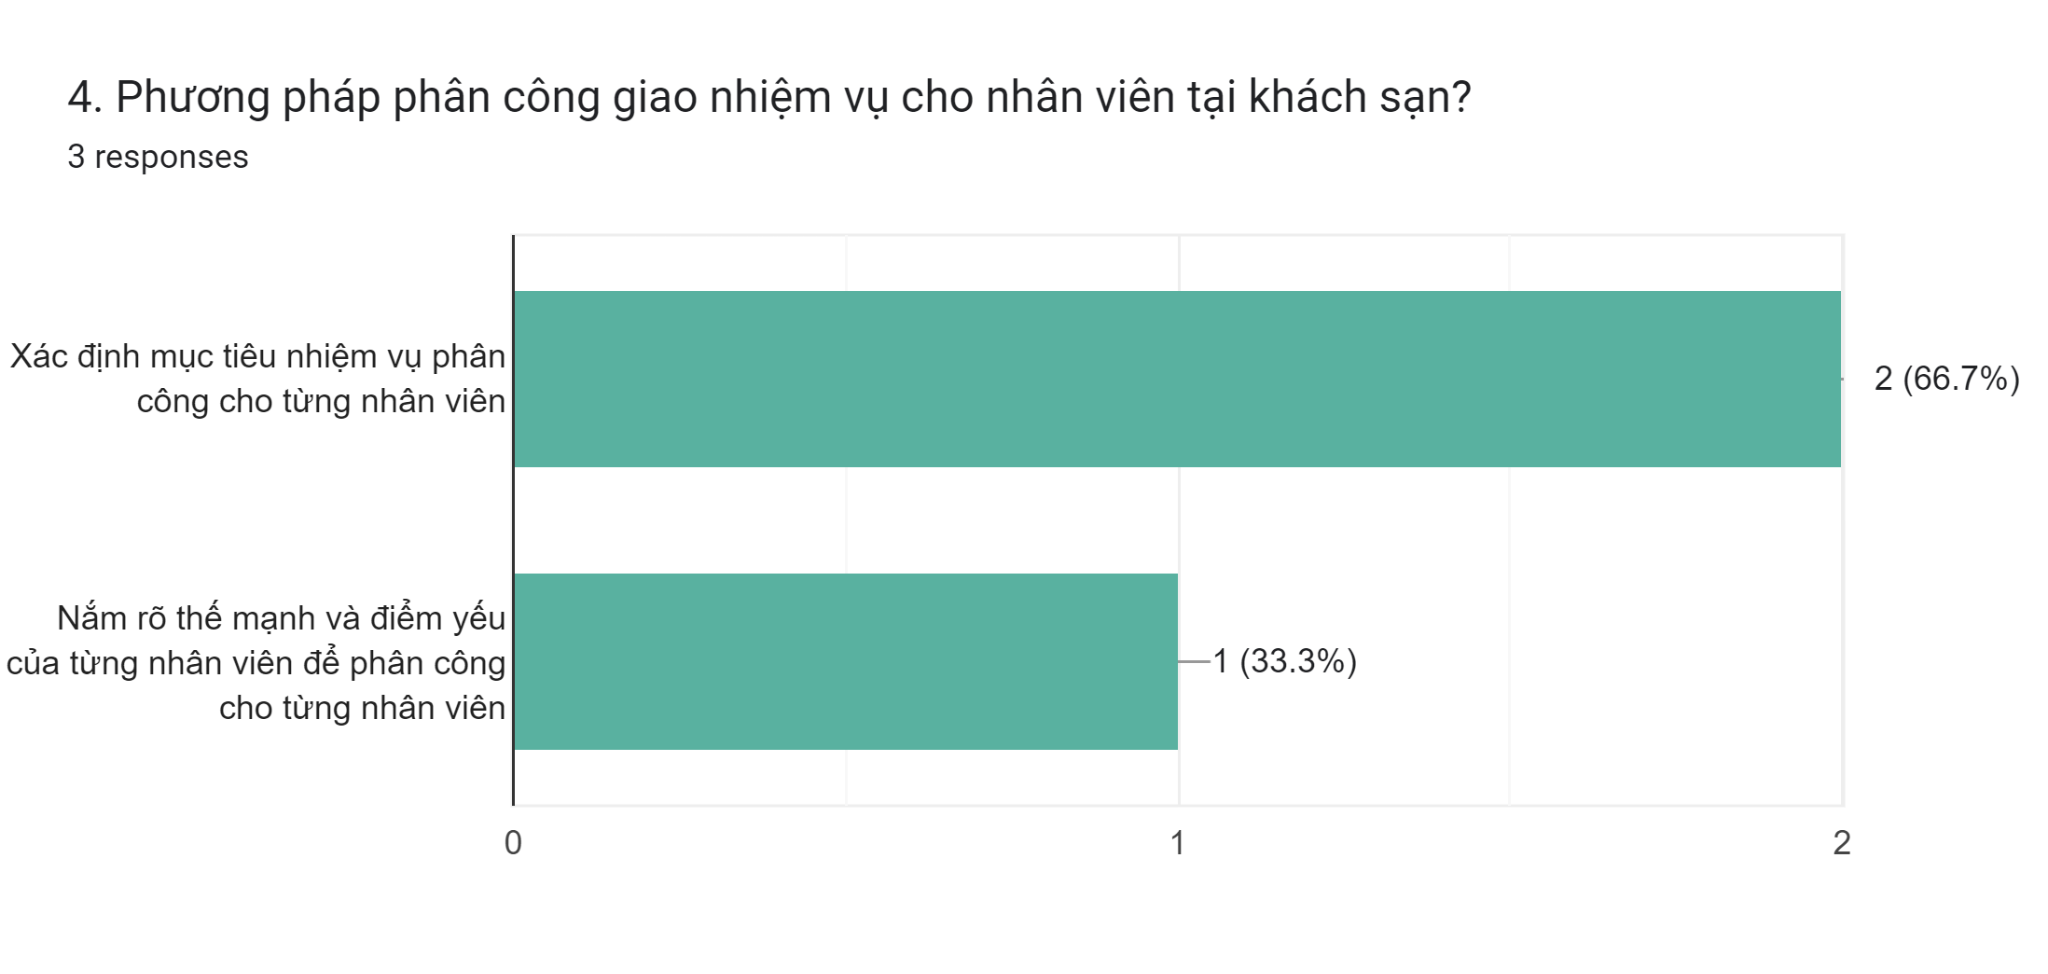 4. Phương pháp phân công giao nhiệm vụ cho nhân viên tại khách sạn?
3 responses
Xác định mục tiêu nhiệm vụ phân
công cho từng nhân viên
2 (66.7%)
Nắm rõ thế mạnh và điểm yếu
của từng nhân viên để phân công
cho từng nhân viên
1 (33.3%)
0
1
2